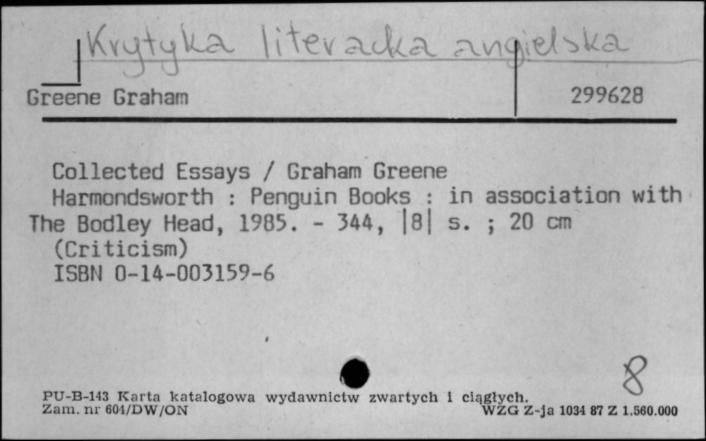 Krytyka literacka angielska
Greene Graham 299628
Collected Essays / Graham Greene
Harmondsworth : Penguin Books : in association with
The Bodley Head, 1985. - 344, |8| s. ; 20 cm
(Criticism)
ISBN 0-14-003159-6
8
PU-B-143 Karta katalogowa wydawnictw zwartych i ciągłych.
Zam. nr 601/DW/ON WZG Z-ja 1034 87 Z 1.560.000